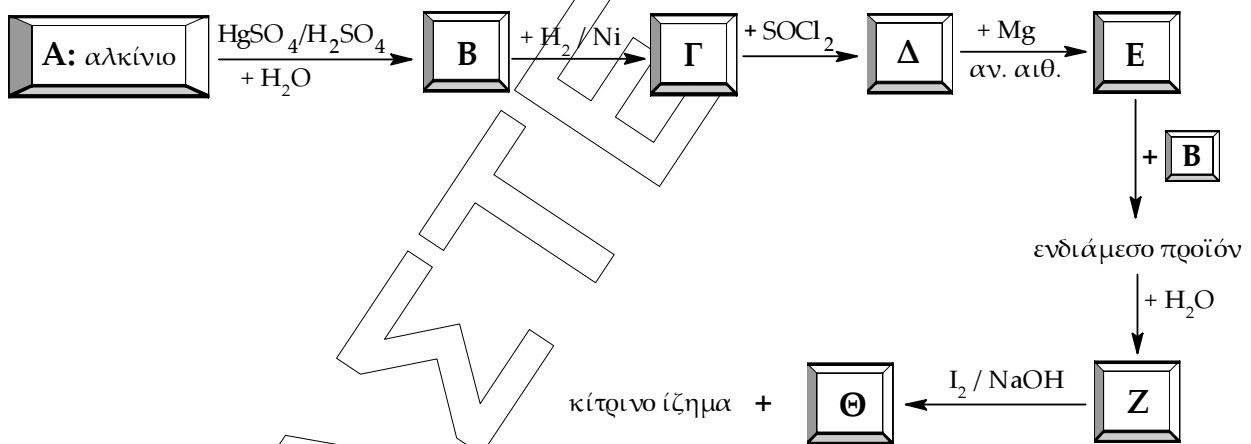 Α: αλκίνιο HgSO4/H2SO4 + H2O Β + H2 / Ni Γ + SOCl2 Δ + Mg αν. αιθ. Ε
+ Β
ενδιάμεσο προϊόν
+ H2O
κίτρινο ίζημα + Θ I2 / NaOH Ζ